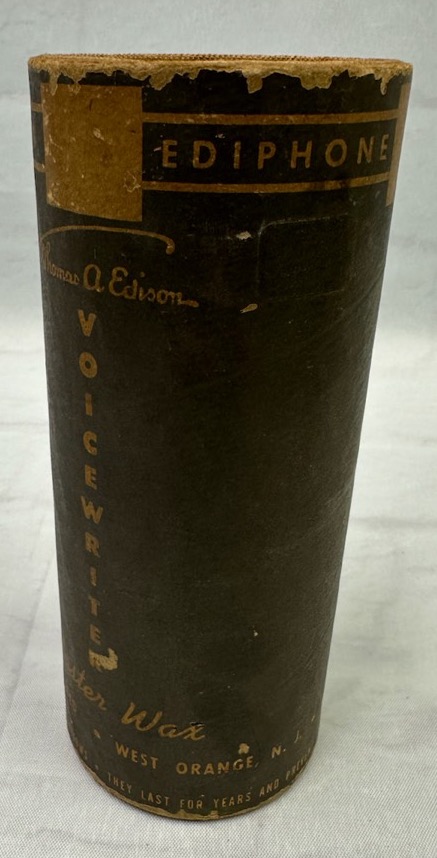 EDIPHONE
Thomas A Edison
VOICEWRITER
Wax
WEST ORANGE, N. J.
• THEY LAST FOR YEARS AND